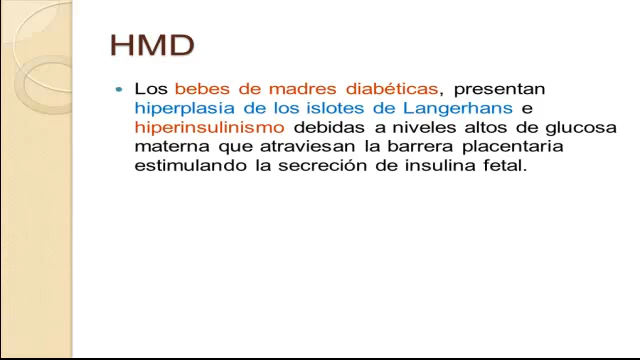 HMD
• Los bebes de madres diabéticas, presentan
hiperplasia de los islotes de Langerhans e
hiperinsulinismo debidas a niveles altos de glucosa
materna que atraviesan la barrera placentaria
estimulando la secreción de insulina fetal.